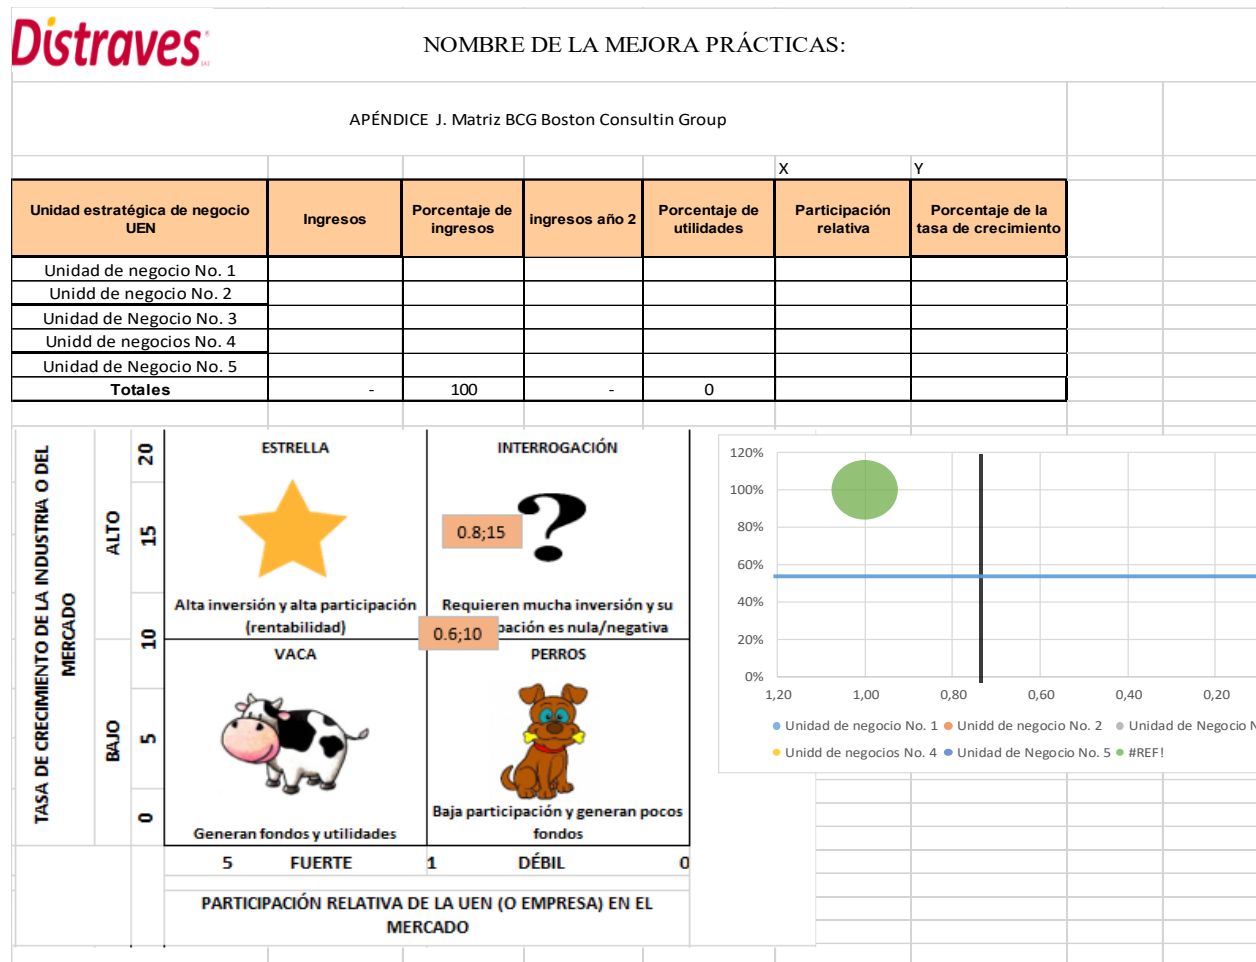 Distraves
NOMBRE DE LA MEJORA PRÁCTICAS:
APÉNDICE J. Matriz BCG Boston Consultin Group
X Y
Unidad estratégica de negocio UEN
Ingresos
Porcentaje de ingresos
ingresos año 2
Porcentaje de utilidades
Participación relativa
Porcentaje de la tasa de crecimiento
Unidad de negocio No. 1
Unidd de negocio No. 2
Unidad de Negocio No. 3
Unidd de negocios No. 4
Unidad de Negocio No. 5
Totales - 100 - 0
TASA DE CRECIMIENTO DE LA INDUSTRIA O DEL
MERCADO
ALTO
BAJO
20
15
10
5
0
ESTRELLA
Alta inversión y alta participación
(rentabilidad)
INTERROGACIÓN
?
0.8;15
Requieren mucha inversión y su
pación es nula/negativa
0.6;10
VACA
Generan fondos y utilidades
PERROS
Baja participación y generan pocos
fondos
5 FUERTE 1 DÉBIL 0
PARTICIPACIÓN RELATIVA DE LA UEN (O EMPRESA) EN EL
MERCADO
120%
100%
80%
60%
40%
20%
0%
1,20 1,00 0,80 0,60 0,40 0,20
Unidad de negocio No. 1 Unidd de negocio No. 2 Unidad de Negocio N
Unidd de negocios No. 4 Unidad de Negocio No. 5 #REF!